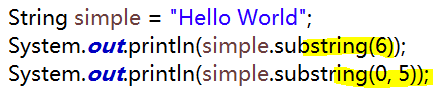 String simple = "Hello World";
System.out.println(simple.substring(6));
System.out.println(simple.substring(0, 5));